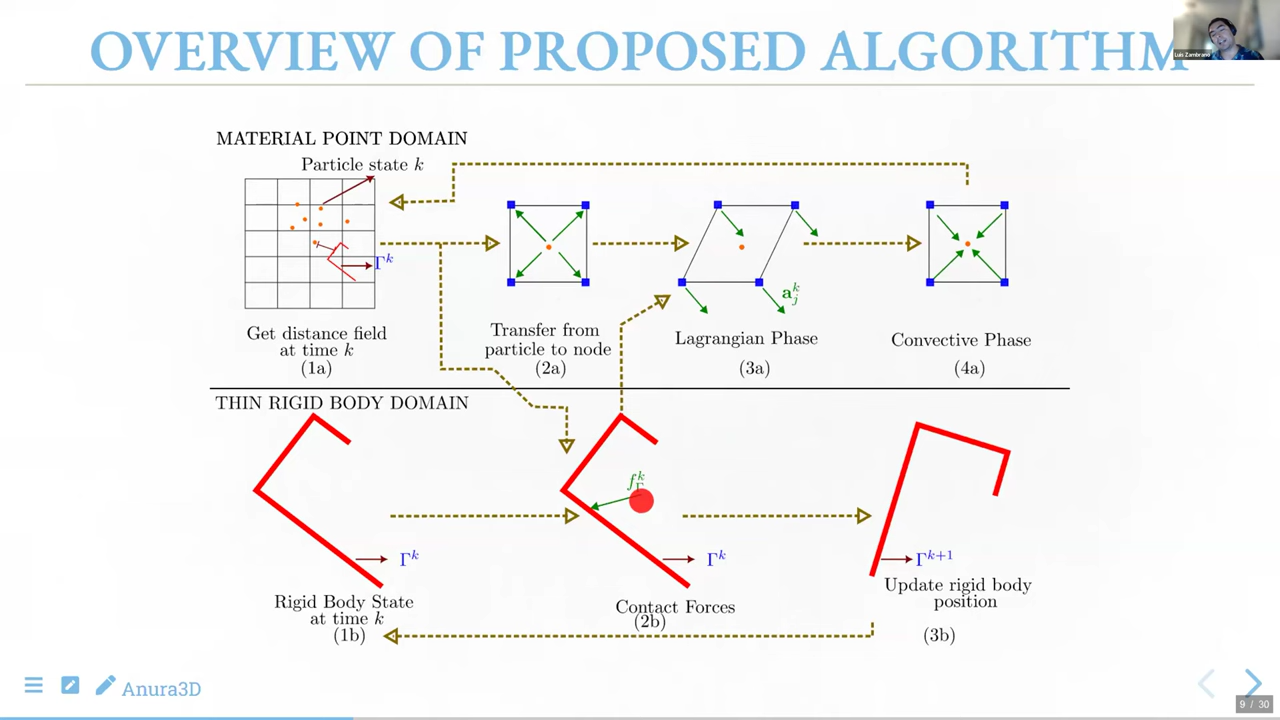 OVERVIEW OF PROPOSED ALGORITHM
Luis Zambrano
MATERIAL POINT DOMAIN
Particle state k
Γ^k
Get distance field
at time k
(1a)
Transfer from
particle to node
(2a)
a_j^k
Lagrangian Phase
(3a)
Convective Phase
(4a)
THIN RIGID BODY DOMAIN
Γ^k
Rigid Body State
at time k
(1b)
f_Γ^k
Γ^k
Contact Forces
(2b)
Γ^{k+1}
Update rigid body
position
(3b)
Anura3D
9 / 30